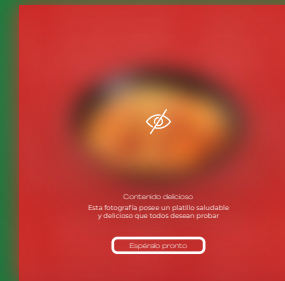 Contenido delicioso
Esta fotografía posee un platillo saludable
y delicioso que todos desean probar
Espéralo pronto